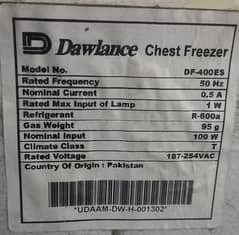 Dawlance Chest Freezer
Model No. DF-400ES
Rated Frequency 50 Hz
Nominal Current 0.5 A
Rated Max Input of Lamp 1 W
Refrigerant R-600a
Gas Weight 95 g
Nominal Input 100 W
Climate Class T
Rated Voltage 187-254VAC
Country Of Origin : Pakistan
*UDAAM-DW-H-001302*